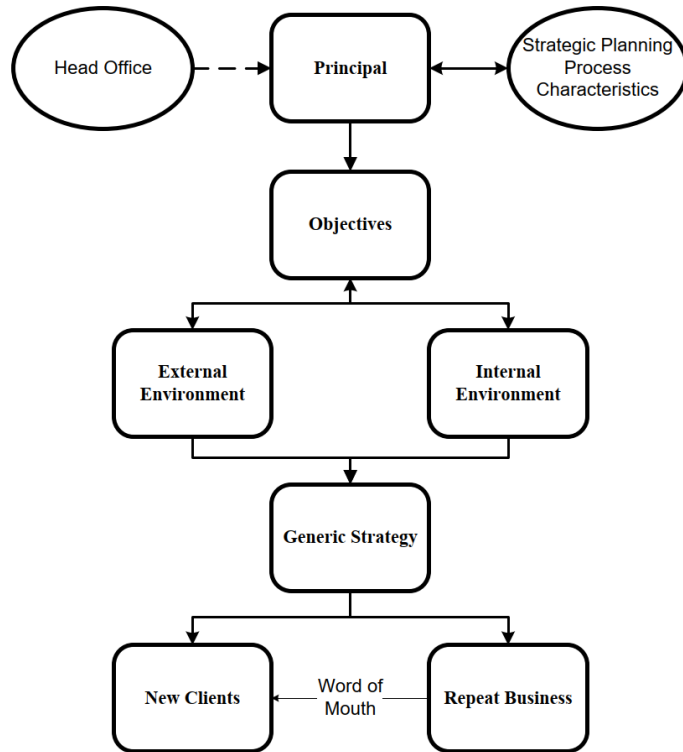 Head Office
Principal
Strategic Planning
Process
Characteristics
Objectives
External
Environment
Internal
Environment
Generic Strategy
New Clients
Word of
Mouth
Repeat Business